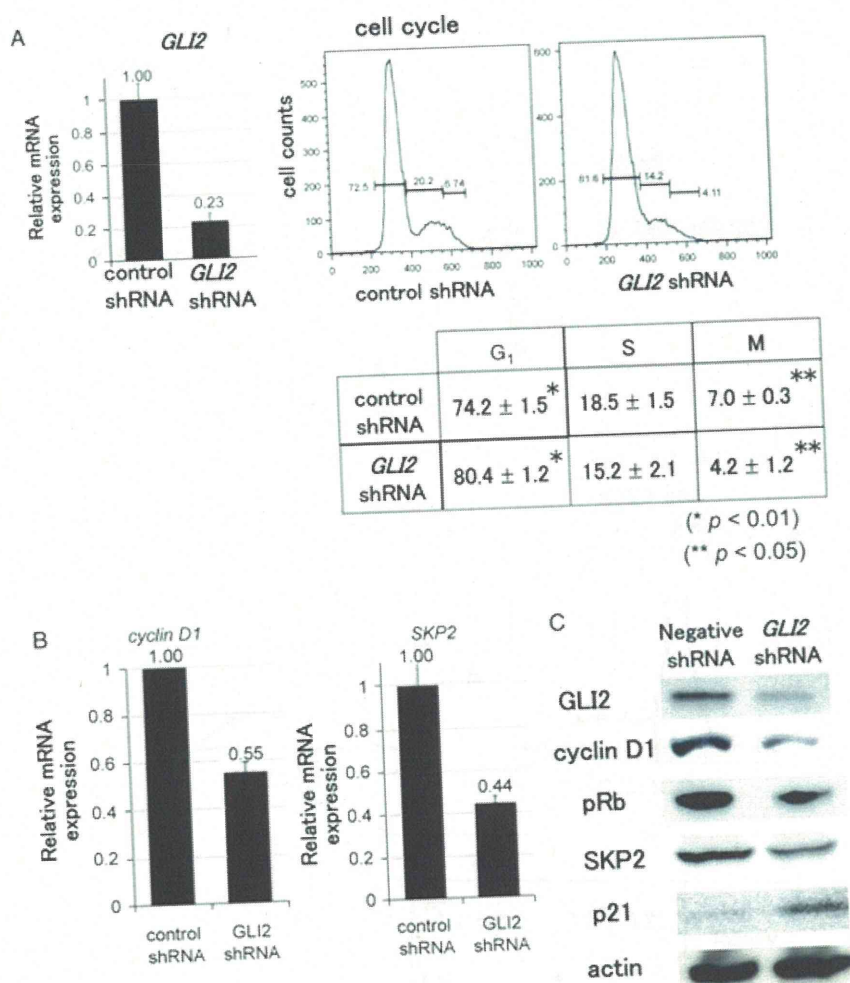 A
GLI2
1.00
0.23
1
0.8
0.6
0.4
0.2
0
Relative mRNA
expression
control
shRNA
GLI2
shRNA
cell cycle
cell counts
500
400
300
200
100
0
72.5
20.2
6.74
0
200
400
600
800
1000
control shRNA
600
400
200
0
81.6
14.2
4.11
0
200
400
600
800
1000
GLI2 shRNA
G1 S M
control shRNA 74.2 ± 1.5* 18.5 ± 1.5 7.0 ± 0.3**
GLI2 shRNA 80.4 ± 1.2* 15.2 ± 2.1 4.2 ± 1.2**
(* p < 0.01)
(** p < 0.05)
B
cyclin D1
1.00
0.55
1
0.8
0.6
0.4
0.2
0
Relative mRNA
expression
control
shRNA
GLI2
shRNA
SKP2
1.00
0.44
1
0.8
0.6
0.4
0.2
0
Relative mRNA
expression
control
shRNA
GLI2
shRNA
C
Negative
shRNA
GLI2
shRNA
GLI2
cyclin D1
pRb
SKP2
p21
actin